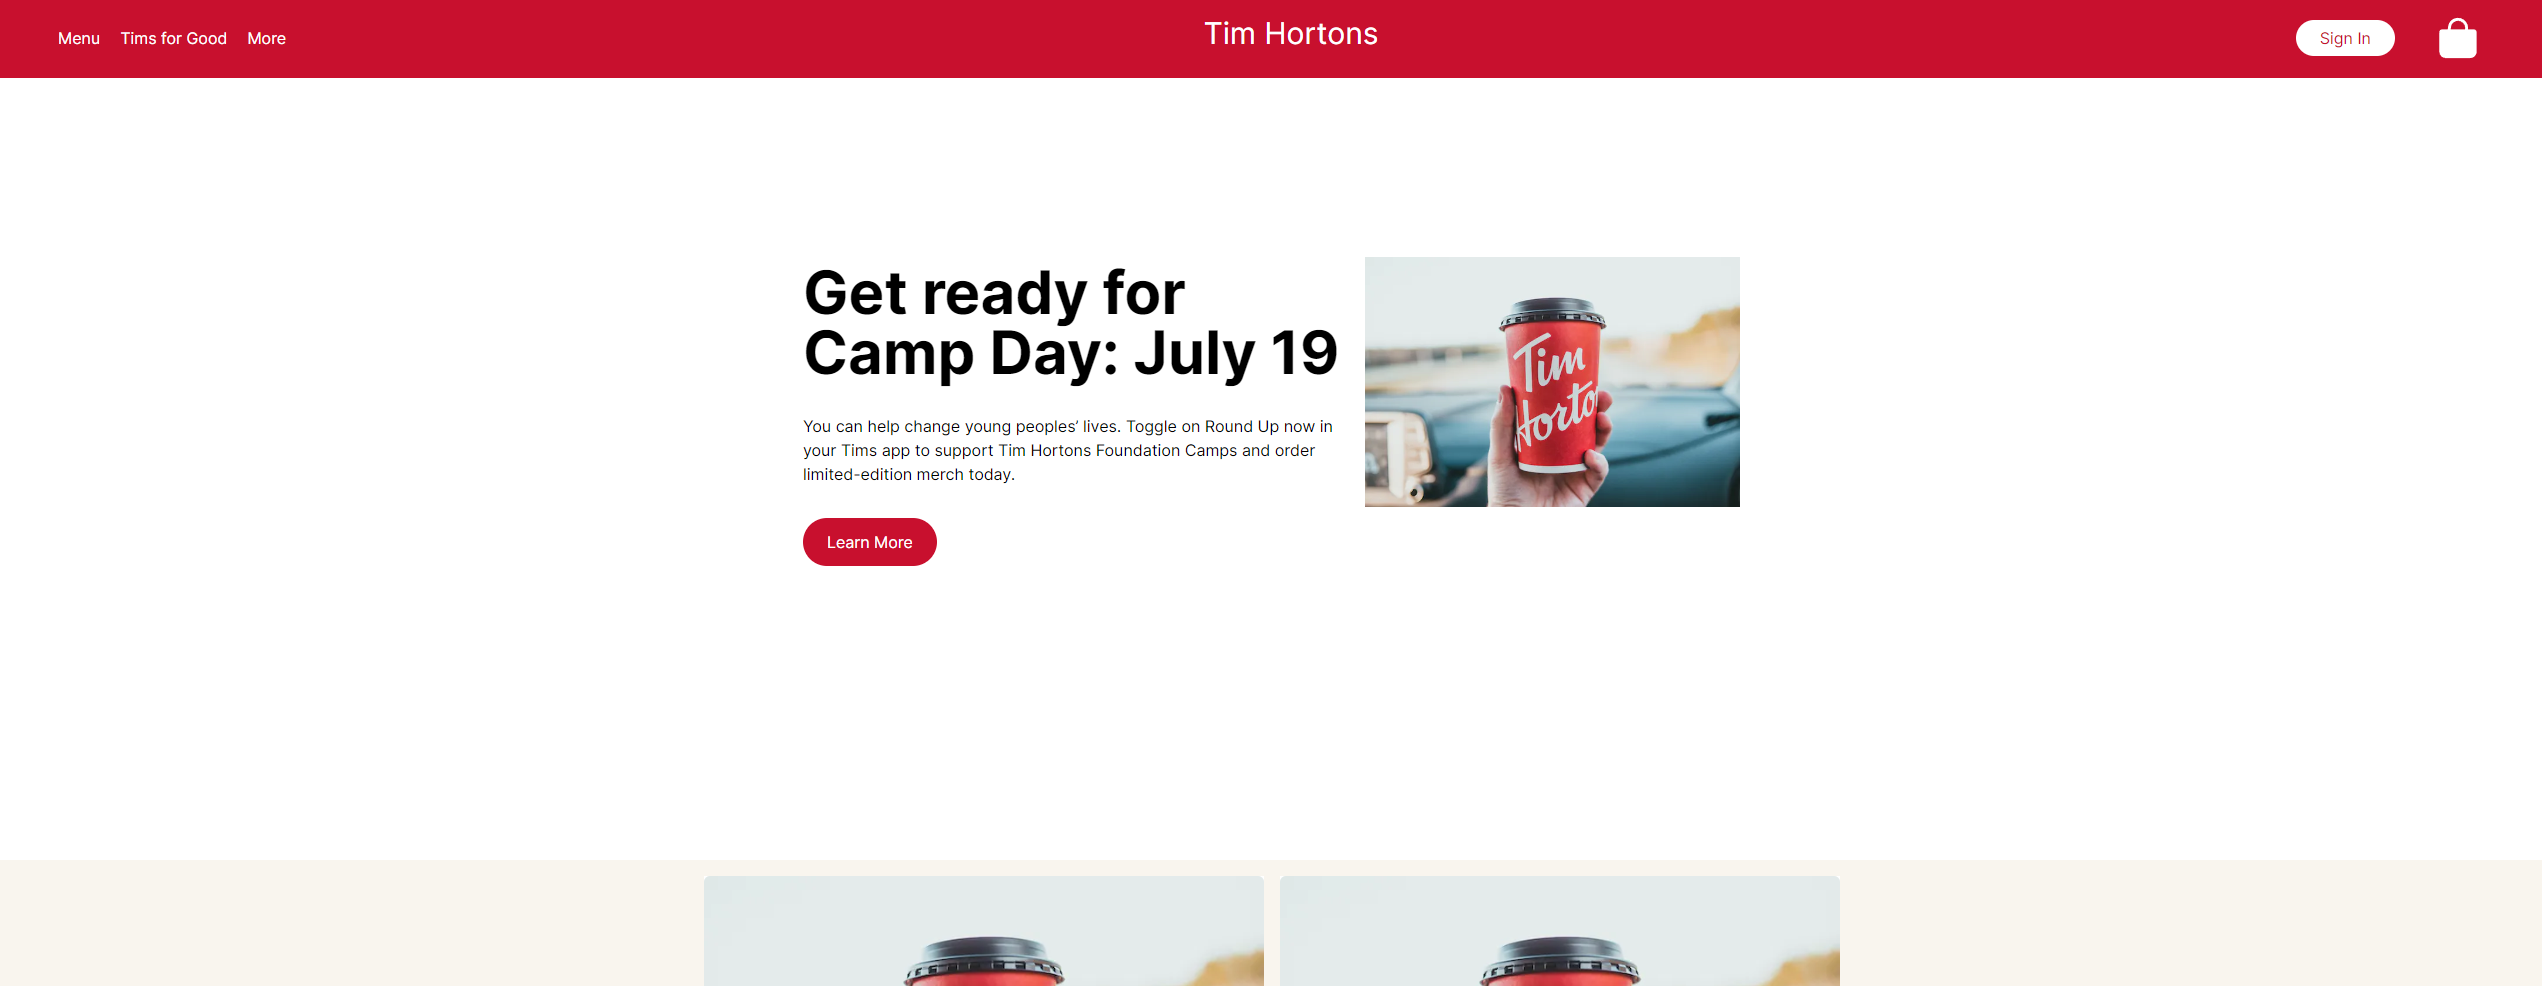 Menu Tims for Good More
Tim Hortons
Sign In
Get ready for
Camp Day: July 19
You can help change young peoples’ lives. Toggle on Round Up now in
your Tims app to support Tim Hortons Foundation Camps and order
limited-edition merch today.
Learn More
Tim
Horto